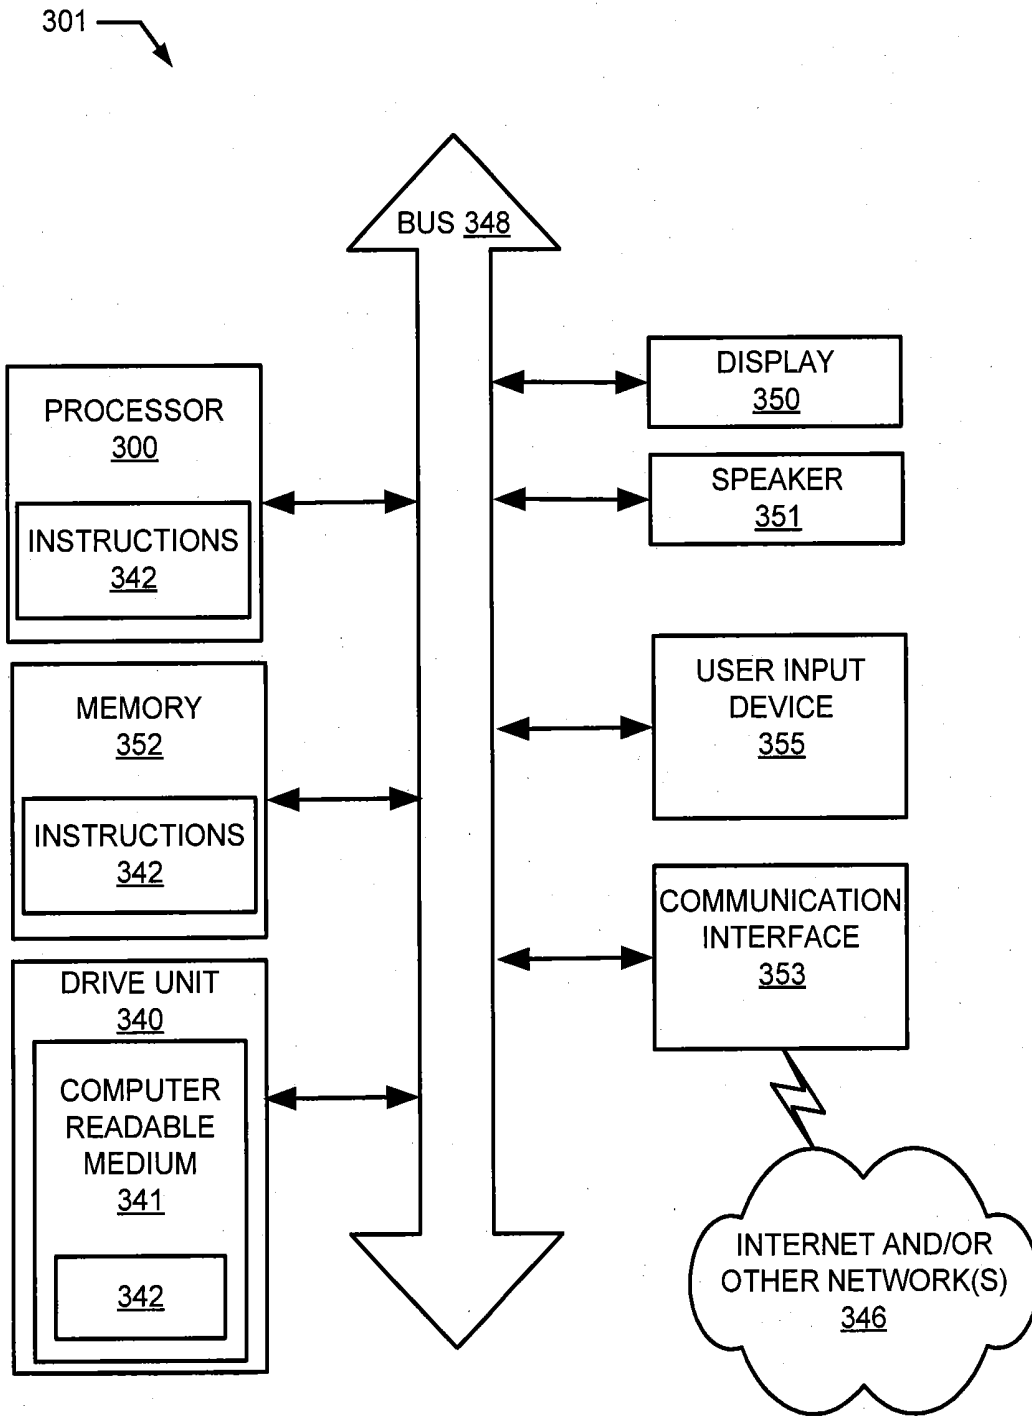 301
BUS 348
PROCESSOR
300
INSTRUCTIONS
342
MEMORY
352
INSTRUCTIONS
342
DRIVE UNIT
340
COMPUTER
READABLE
MEDIUM
341
342
DISPLAY
350
SPEAKER
351
USER INPUT
DEVICE
355
COMMUNICATION
INTERFACE
353
INTERNET AND/OR
OTHER NETWORK(S)
346